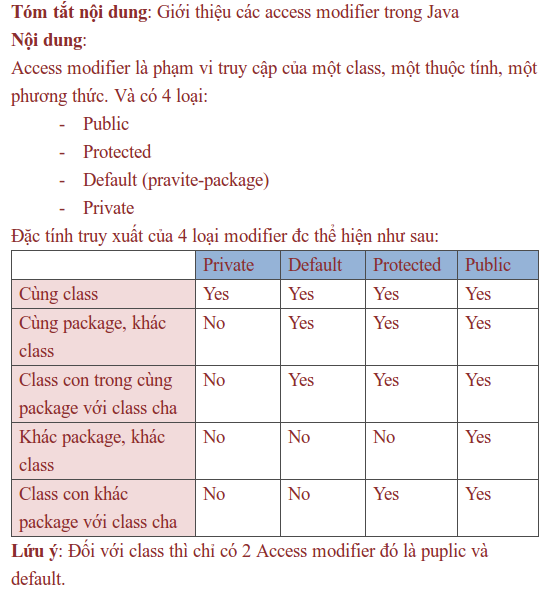 Tóm tắt nội dung: Giới thiệu các access modifier trong Java
Nội dung:
Access modifier là phạm vi truy cập của một class, một thuộc tính, một
phương thức. Và có 4 loại:
- Public
- Protected
- Default (pravite-package)
- Private
Đặc tính truy xuất của 4 loại modifier đc thể hiện như sau:
Private Default Protected Public
Cùng class Yes Yes Yes Yes
Cùng package, khác No Yes Yes Yes
class
Class con trong cùng No Yes Yes Yes
package với class cha
Khác package, khác No No No Yes
class
Class con khác No No Yes Yes
package với class cha
Lứu ý: Đối với class thì chỉ có 2 Access modifier đó là puplic và
default.